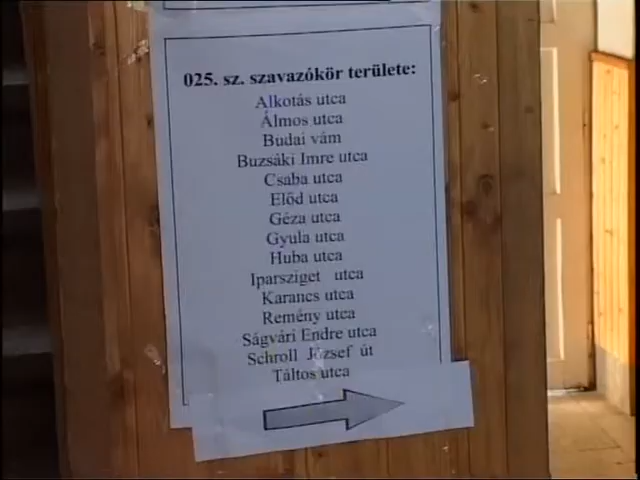 025. sz. szavazókör területe:
Alkotás utca
Álmos utca
Budai vám
Buzsáki Imre utca
Csaba utca
Előd utca
Géza utca
Gyula utca
Huba utca
Iparsziget utca
Karancs utca
Remény utca
Ságvári Endre utca
Schroll József út
Táltos utca